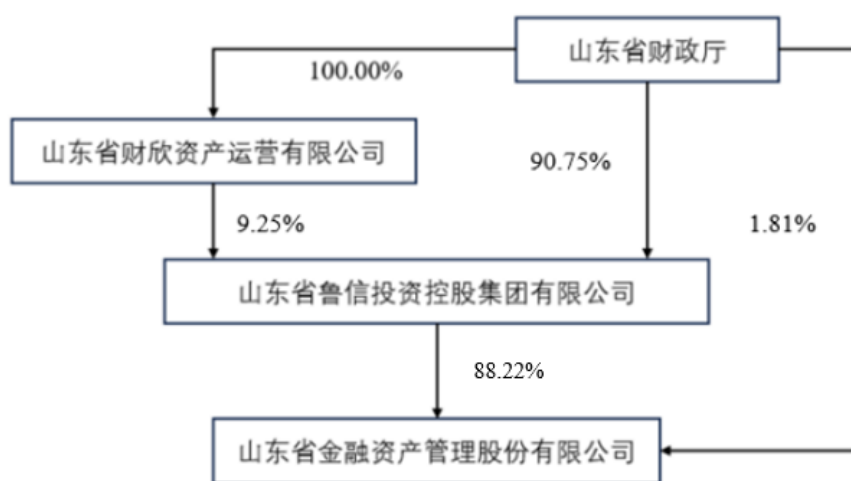 山东省财政厅
100.00%
山东省财欣资产运营有限公司
90.75%
9.25%
1.81%
山东省鲁信投资控股集团有限公司
88.22%
山东省金融资产管理股份有限公司